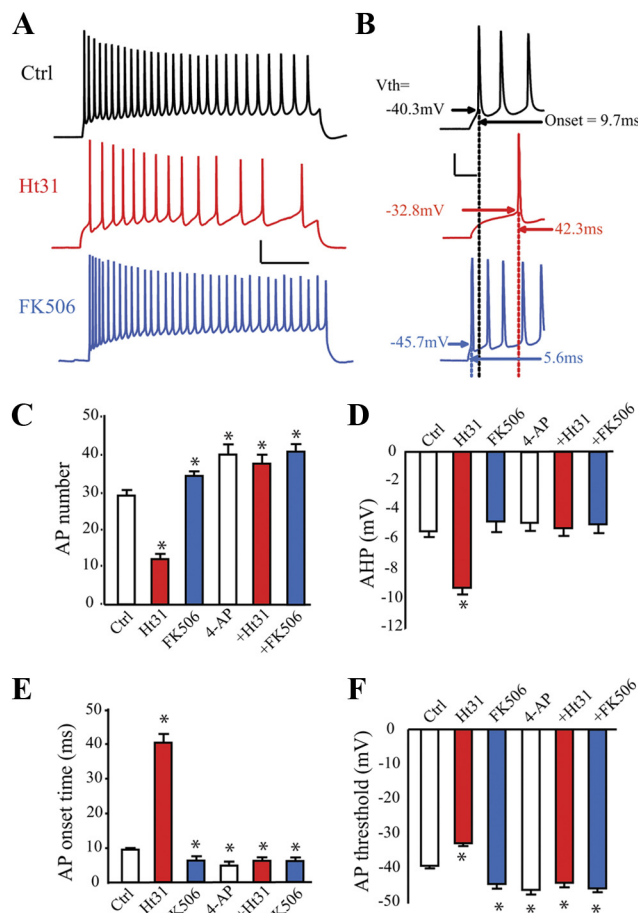 A
B
Ctrl
Vth=
-40.3mV
Onset = 9.7ms
Ht31
-32.8mV
42.3ms
FK506
-45.7mV
5.6ms
C
D
50
40
30
20
10
0
AP number
* * * * *
Ctrl Ht31 FK506 4-AP +Ht31 +FK506
Ctrl Ht31 FK506 4-AP +Ht31 +FK506
0
-2
-4
-6
-8
-10
-12
AHP
(mV)
*
E
F
50
40
30
20
10
0
AP onset time (ms)
* * * * *
Ctrl Ht31 FK506 4-AP +Ht31 +FK506
Ctrl Ht31 FK506 4-AP +Ht31 +FK506
0
-10
-20
-30
-40
-50
AP thresthold
(mV)
* * * * *